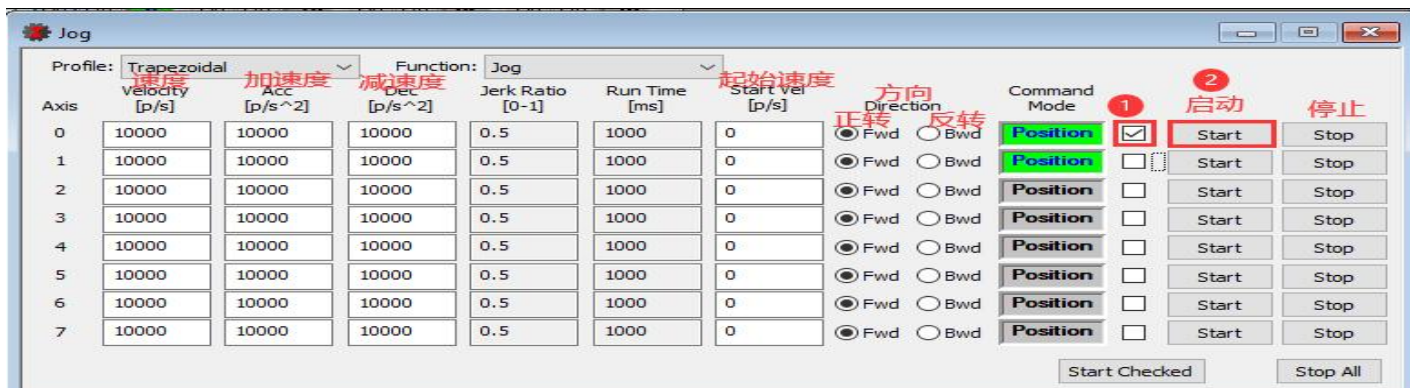 Jog
Profile: Trapezoidal Function: Jog
速度 加速度 减速度 起始速度 方向 2
Velocity Acc Dec Jerk Ratio Run Time Start Vel Direction Command 1 启动 停止
Axis [p/s] [p/s^2] [p/s^2] [0-1] [ms] [p/s] 正转 反转 Mode
0 10000 10000 10000 0.5 1000 0 Fwd Bwd Position Start Stop
1 10000 10000 10000 0.5 1000 0 Fwd Bwd Position Start Stop
2 10000 10000 10000 0.5 1000 0 Fwd Bwd Position Start Stop
3 10000 10000 10000 0.5 1000 0 Fwd Bwd Position Start Stop
4 10000 10000 10000 0.5 1000 0 Fwd Bwd Position Start Stop
5 10000 10000 10000 0.5 1000 0 Fwd Bwd Position Start Stop
6 10000 10000 10000 0.5 1000 0 Fwd Bwd Position Start Stop
7 10000 10000 10000 0.5 1000 0 Fwd Bwd Position Start Stop
Start Checked Stop All